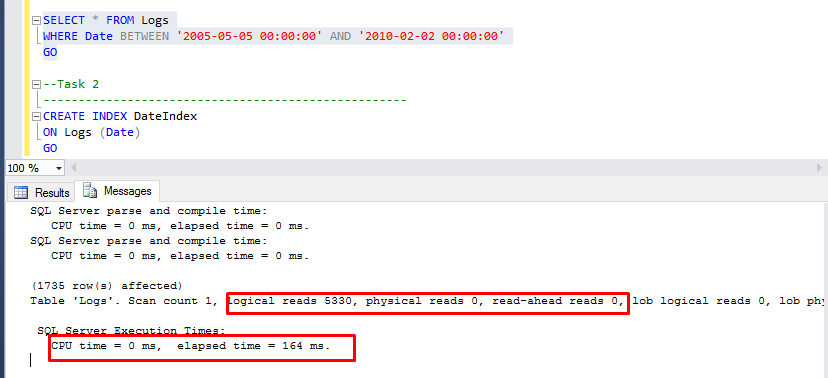 SELECT * FROM Logs
WHERE Date BETWEEN '2005-05-05 00:00:00' AND '2010-02-02 00:00:00'
GO
--Task 2
----------------------------------------------------
CREATE INDEX DateIndex
ON Logs (Date)
GO
100 %
Results Messages
SQL Server parse and compile time:
CPU time = 0 ms, elapsed time = 0 ms.
SQL Server parse and compile time:
CPU time = 0 ms, elapsed time = 0 ms.
(1735 row(s) affected)
Table 'Logs'. Scan count 1, logical reads 5330, physical reads 0, read-ahead reads 0, lob logical reads 0, lob phy
SQL Server Execution Times:
CPU time = 0 ms, elapsed time = 164 ms.